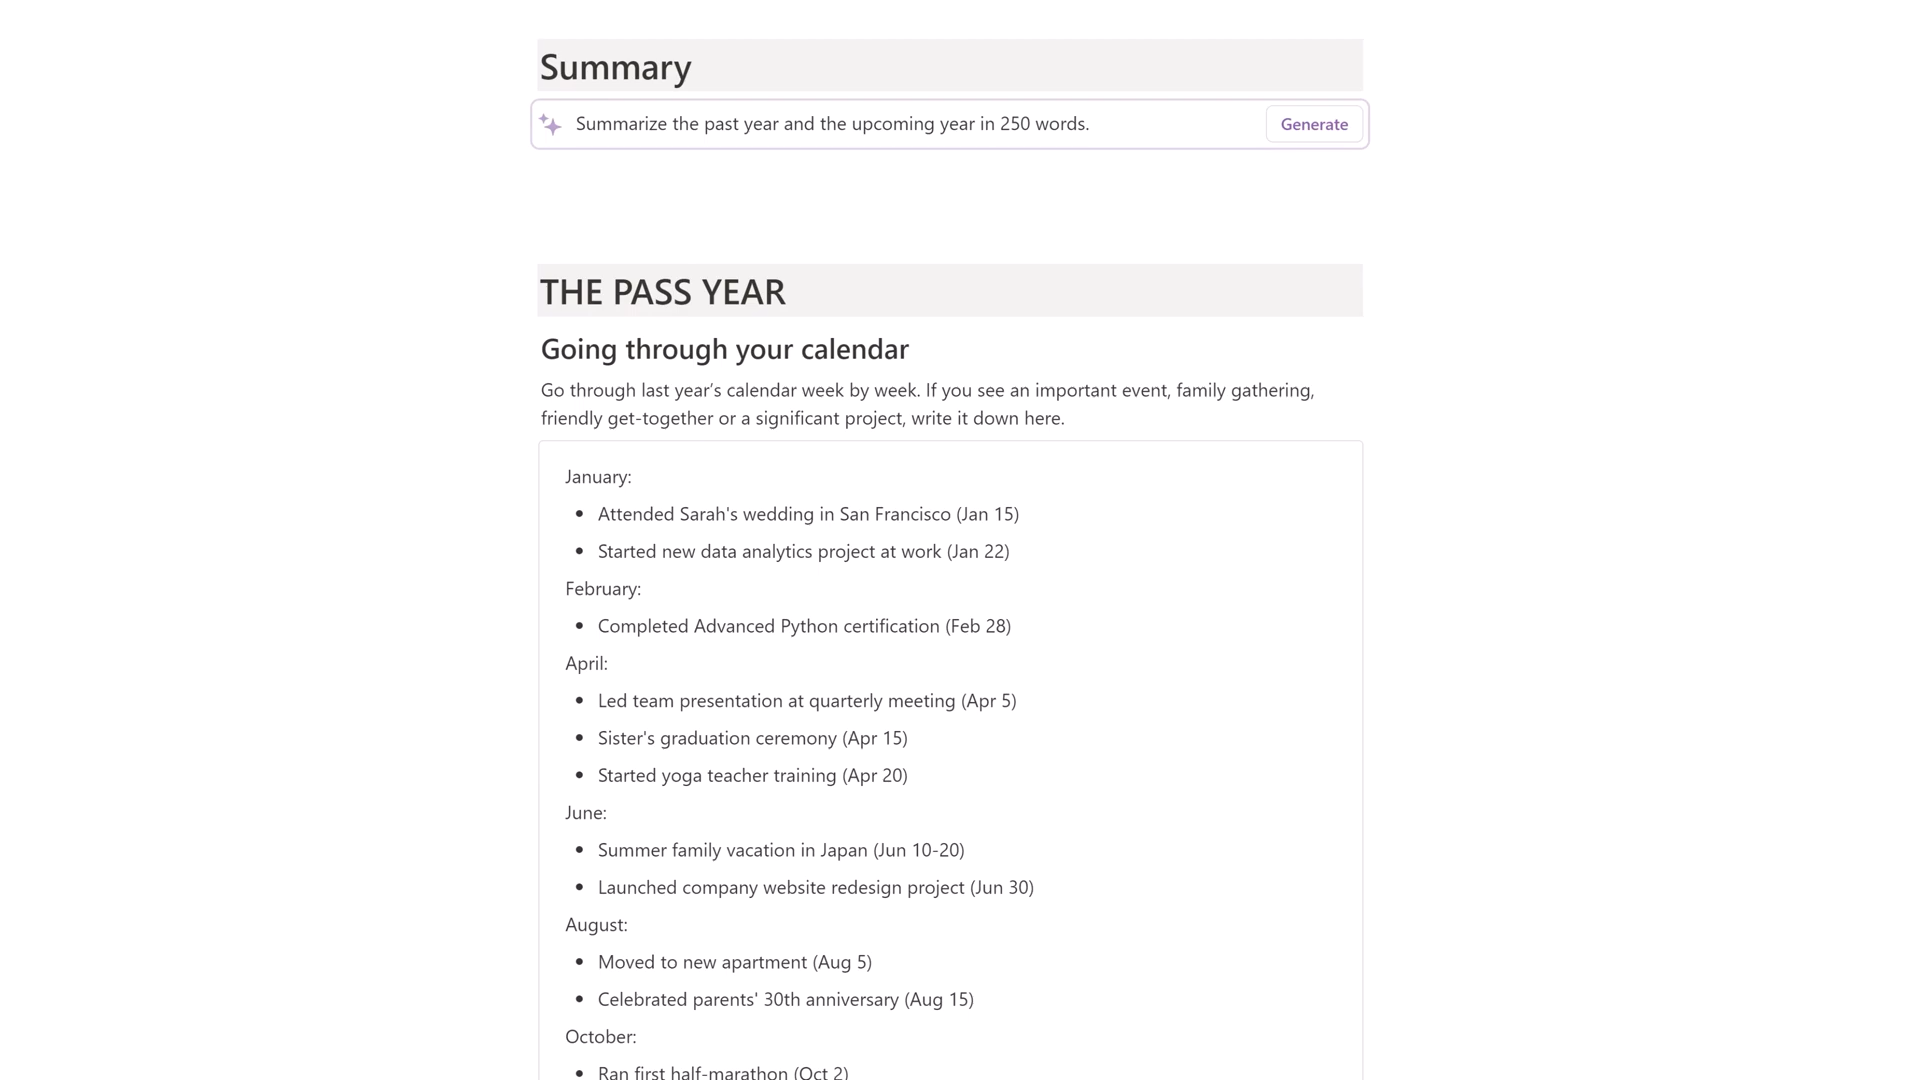 Summary
Summarize the past year and the upcoming year in 250 words.
Generate
THE PASS YEAR
Going through your calendar
Go through last year’s calendar week by week. If you see an important event, family gathering,
friendly get-together or a significant project, write it down here.
January:
• Attended Sarah's wedding in San Francisco (Jan 15)
• Started new data analytics project at work (Jan 22)
February:
• Completed Advanced Python certification (Feb 28)
April:
• Led team presentation at quarterly meeting (Apr 5)
• Sister's graduation ceremony (Apr 15)
• Started yoga teacher training (Apr 20)
June:
• Summer family vacation in Japan (Jun 10-20)
• Launched company website redesign project (Jun 30)
August:
• Moved to new apartment (Aug 5)
• Celebrated parents' 30th anniversary (Aug 15)
October:
• Ran first half-marathon (Oct 2)